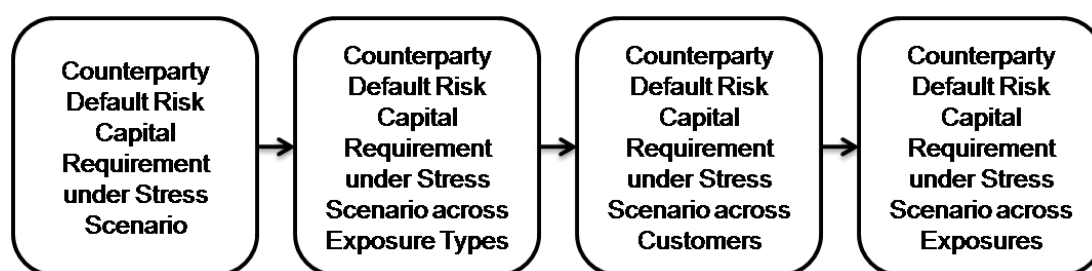 Counterparty
Default Risk
Capital
Requirement
under Stress
Scenario
Counterparty
Default Risk
Capital
Requirement
under Stress
Scenario across
Exposure Types
Counterparty
Default Risk
Capital
Requirement
under Stress
Scenario across
Customers
Counterparty
Default Risk
Capital
Requirement
under Stress
Scenario across
Exposures